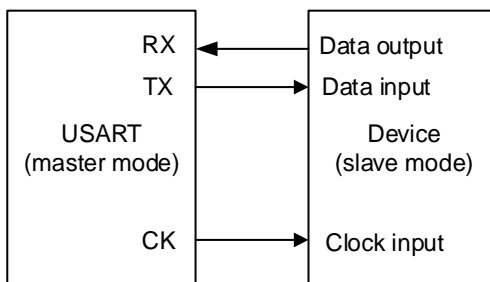 RX
Data output
TX
Data input
USART
(master mode)
Device
(slave mode)
CK
Clock input